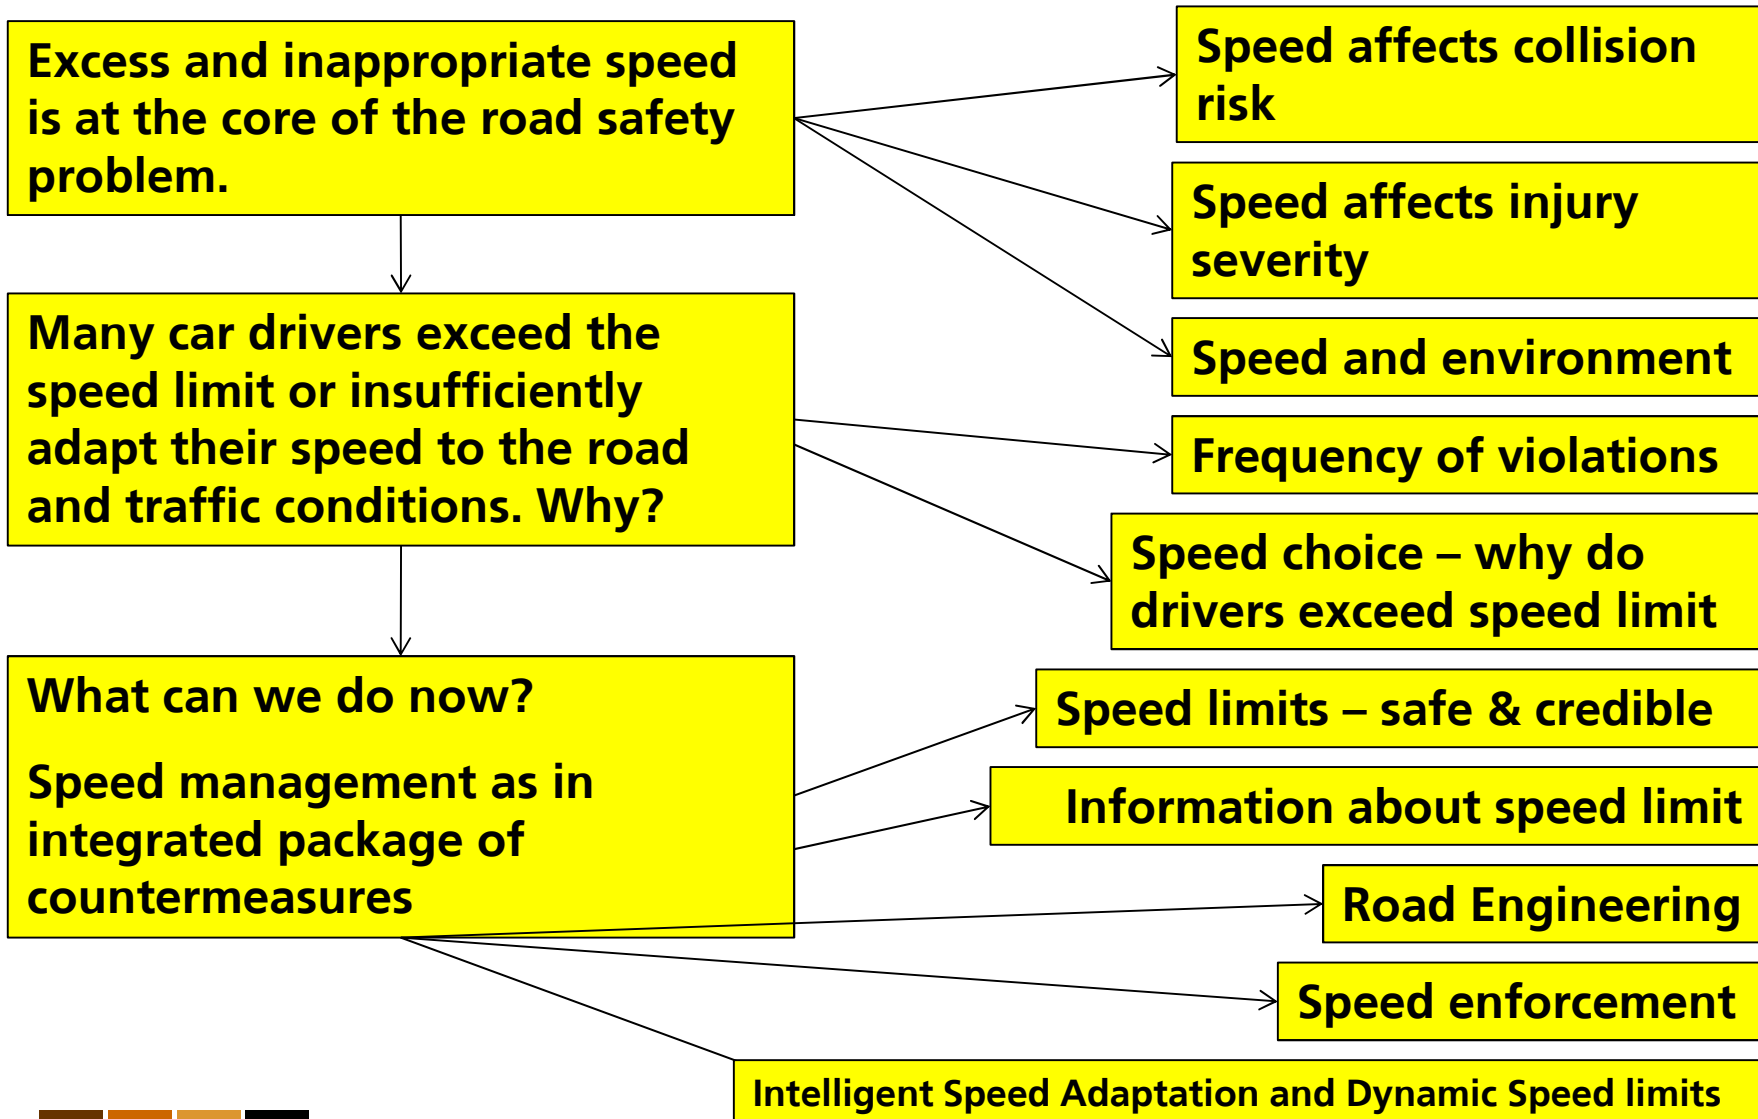 Excess and inappropriate speed
is at the core of the road safety
problem.
Speed affects collision
risk
Speed affects injury
severity
Speed and environment
Many car drivers exceed the
speed limit or insufficiently
adapt their speed to the road
and traffic conditions. Why?
Frequency of violations
Speed choice – why do
drivers exceed speed limit
What can we do now?
Speed management as in
integrated package of
countermeasures
Speed limits – safe & credible
Information about speed limit
Road Engineering
Speed enforcement
Intelligent Speed Adaptation and Dynamic Speed limits